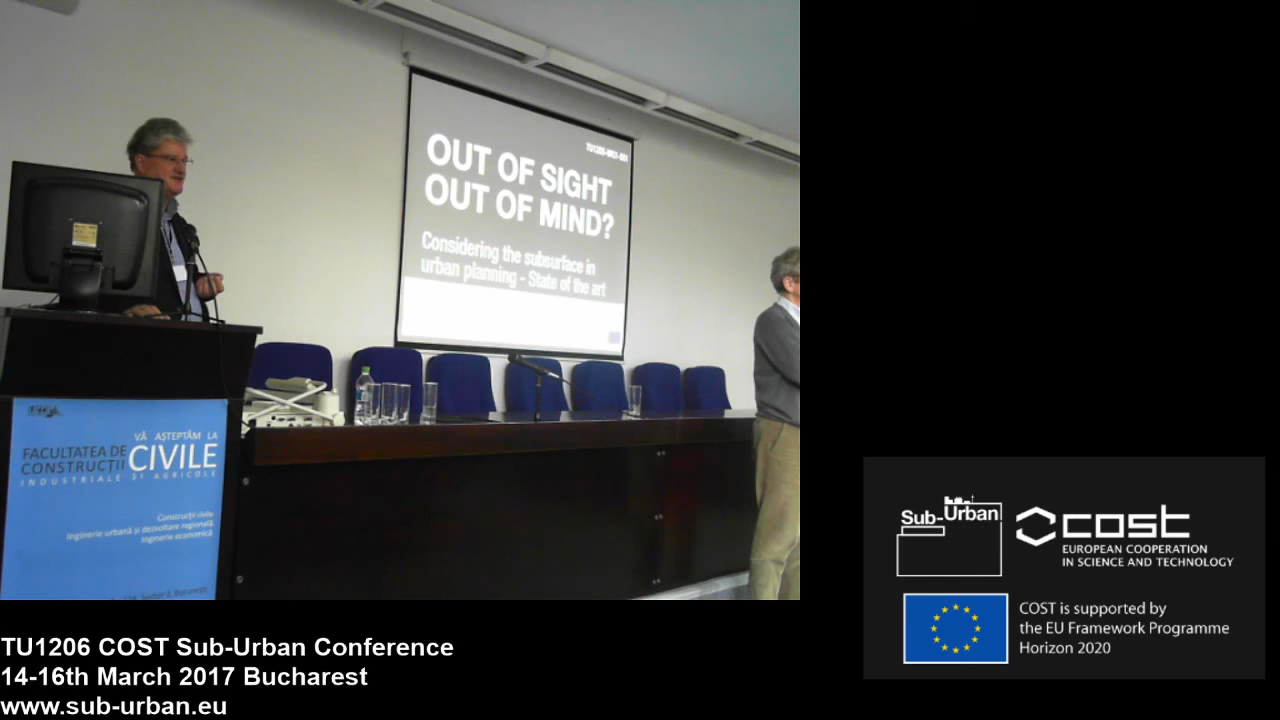 TU1206-WG1-001
OUT OF SIGHT
OUT OF MIND?
Considering the subsurface in
urban planning - State of the art
VĂ AȘTEPTĂM LA
FACULTATEA DE
CONSTRUCȚII
CIVILE
INDUSTRIALE ȘI AGRICOLE
Construcții civile
Inginerie urbană și dezvoltare regională
Inginerie economică
Sub-Urban
COST
EUROPEAN COOPERATION
IN SCIENCE AND TECHNOLOGY
COST is supported by
the EU Framework Programme
Horizon 2020
TU1206 COST Sub-Urban Conference
14-16th March 2017 Bucharest
www.sub-urban.eu